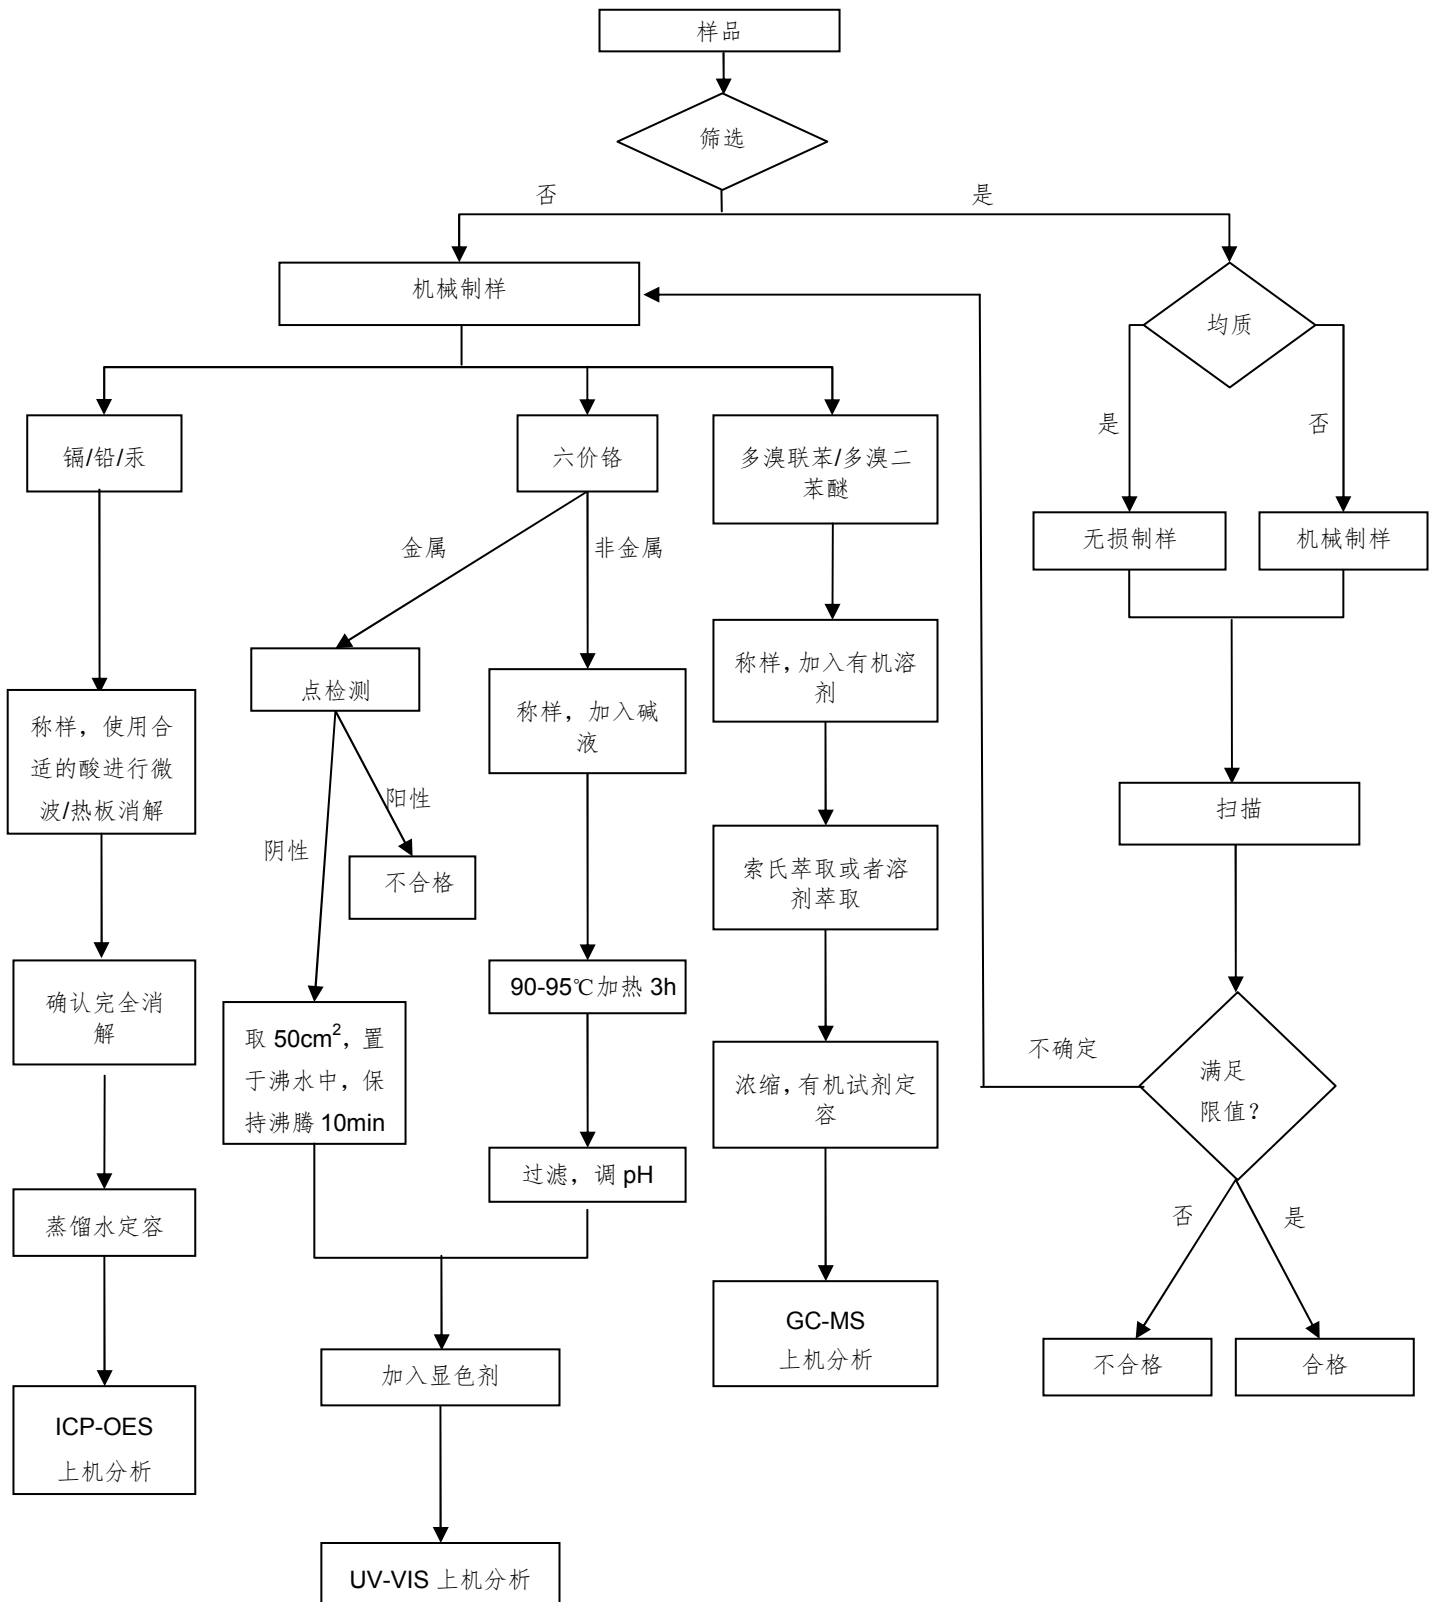 样品
筛选
否
是
机械制样
均质
是
否
镉/铅/汞
六价铬
多溴联苯/多溴二
苯醚
无损制样
机械制样
金属
非金属
点检测
称样，加入碱
液
称样，加入有机溶
剂
称样，使用合
适的酸进行微
波/热板消解
阳性
阴性
不合格
扫描
索氏萃取或者溶
剂萃取
90-95℃加热 3h
确认完全消
解
取 50cm²，置
于沸水中，保
持沸腾 10min
不确定
满足
限值？
浓缩，有机试剂定
容
过滤，调 pH
蒸馏水定容
否
是
GC-MS
上机分析
不合格
合格
加入显色剂
ICP-OES
上机分析
UV-VIS 上机分析